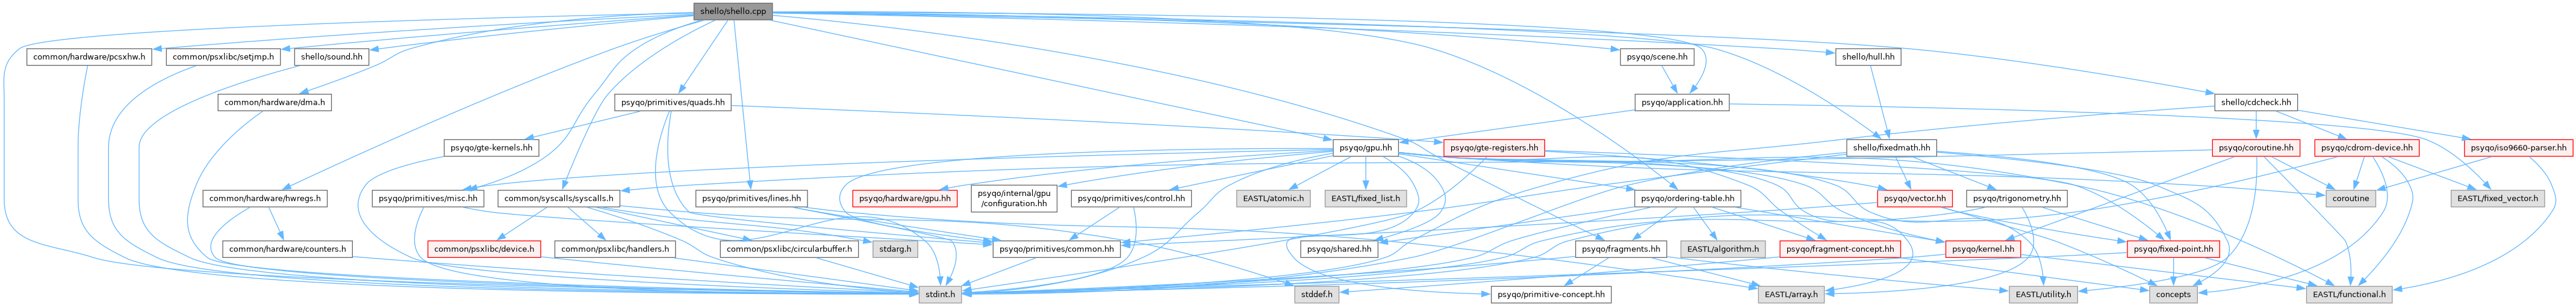 shello/shello.cpp
common/hardware/pcsxhw.h
common/psxlibc/setjmp.h
shello/sound.hh
psyqo/scene.hh
shello/hull.hh
common/hardware/dma.h
psyqo/primitives/quads.hh
psyqo/application.hh
shello/cdcheck.hh
psyqo/gte-kernels.hh
psyqo/gpu.hh
psyqo/gte-registers.hh
shello/fixedmath.hh
psyqo/coroutine.hh
psyqo/cdrom-device.hh
psyqo/iso9660-parser.hh
common/hardware/hwregs.h
psyqo/primitives/misc.hh
common/syscalls/syscalls.h
psyqo/primitives/lines.hh
psyqo/hardware/gpu.hh
psyqo/internal/gpu
/configuration.hh
psyqo/primitives/control.hh
EASTL/atomic.h
EASTL/fixed_list.h
psyqo/ordering-table.hh
psyqo/vector.hh
psyqo/trigonometry.hh
coroutine
EASTL/fixed_vector.h
common/hardware/counters.h
common/psxlibc/device.h
common/psxlibc/handlers.h
common/psxlibc/circularbuffer.h
stdarg.h
psyqo/primitives/common.hh
psyqo/shared.hh
psyqo/fragments.hh
EASTL/algorithm.h
psyqo/fragment-concept.hh
psyqo/kernel.hh
psyqo/fixed-point.hh
stdint.h
stddef.h
psyqo/primitive-concept.hh
EASTL/array.h
EASTL/utility.h
concepts
EASTL/functional.h